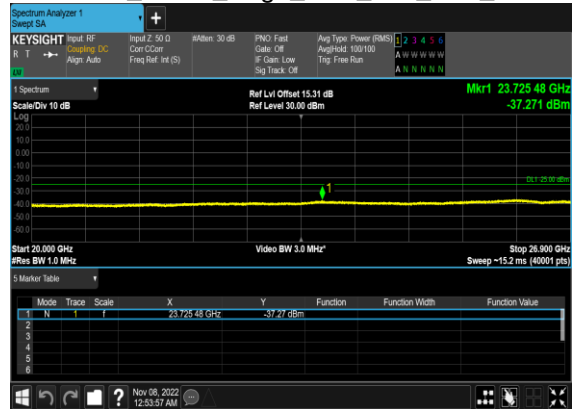 Spectrum Analyzer 1
Swept SA
+
KEYSIGHT Input: RF Input Z: 50 Ω #Atten: 30 dB PNO: Fast Avg Type: Power (RMS) 1 2 3 4 5 6
R T Coupling: DC Corr CCorr Gate: Off Avg|Hold: 100/100 A W W W W W
Align: Auto Freq Ref: Int (S) IF Gain: Low Trig: Free Run
Sig Track: Off A N N N N N
1 Spectrum Ref Lvl Offset 15.31 dB Mkr1 23.725 48 GHz
Scale/Div 10 dB Ref Level 30.00 dBm -37.271 dBm
Log
20.0
10.0
0.00
-10.0
-20.0 DL1 -25.00 dBm
-30.0 1
-40.0
-50.0
-60.0
Start 20.000 GHz Video BW 3.0 MHz* Stop 26.900 GHz
#Res BW 1.0 MHz Sweep ~15.2 ms (40001 pts)
5 Marker Table
Mode Trace Scale X Y Function Function Width Function Value
1 N 1 f 23.725 48 GHz -37.27 dBm
2
3
4
5
6
? Nov 08, 2022
12:53:57 AM